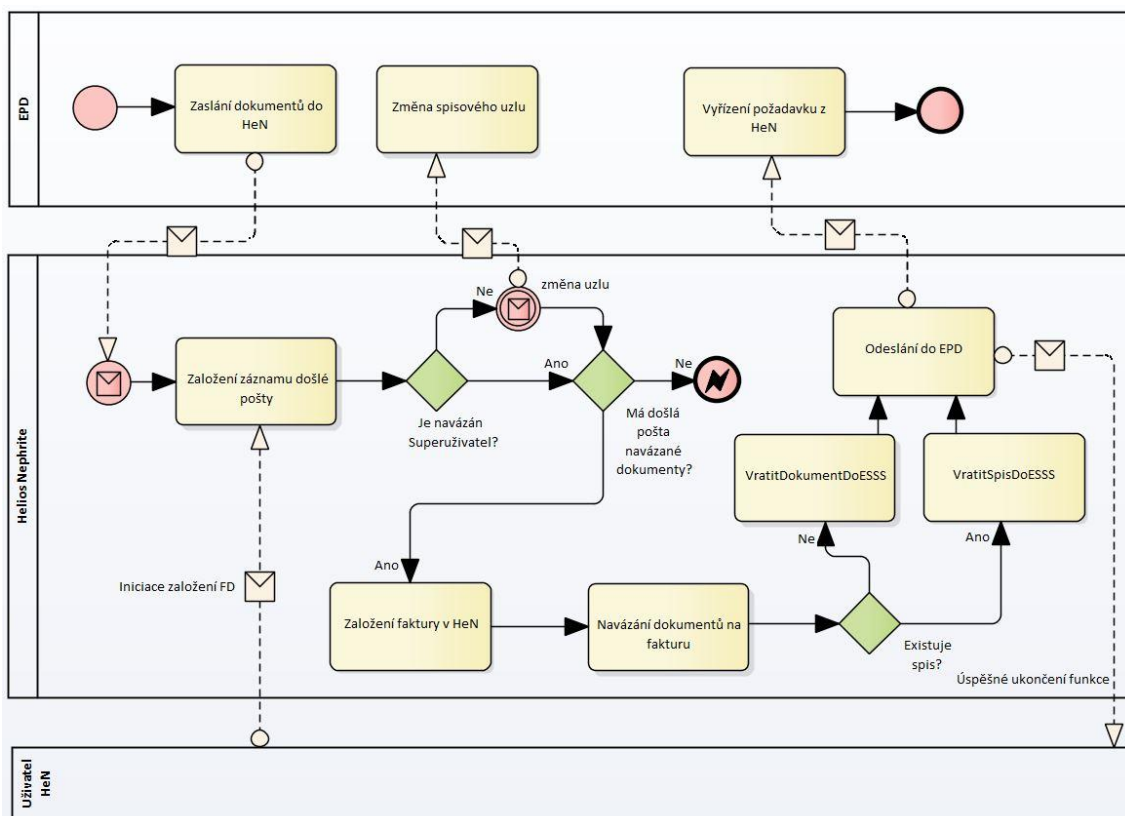 EPD
Zaslání dokumentů do
HeN
Změna spisového uzlu
Vyřízení požadavku z
HeN
Helios Nephrite
Ne
změna uzlu
Založení záznamu došlé
pošty
Ano
Ne
Je navázán
Superuživatel?
Má došlá
pošta
navázané
dokumenty?
Odeslání do EPD
VratitDokumentDoESSS
VratitSpisDoESSS
Ne
Ano
Ano
Iniciace založení FD
Založení faktury v HeN
Navázání dokumentů na
fakturu
Existuje
spis?
Úspěšné ukončení funkce
Uživatel
HeN